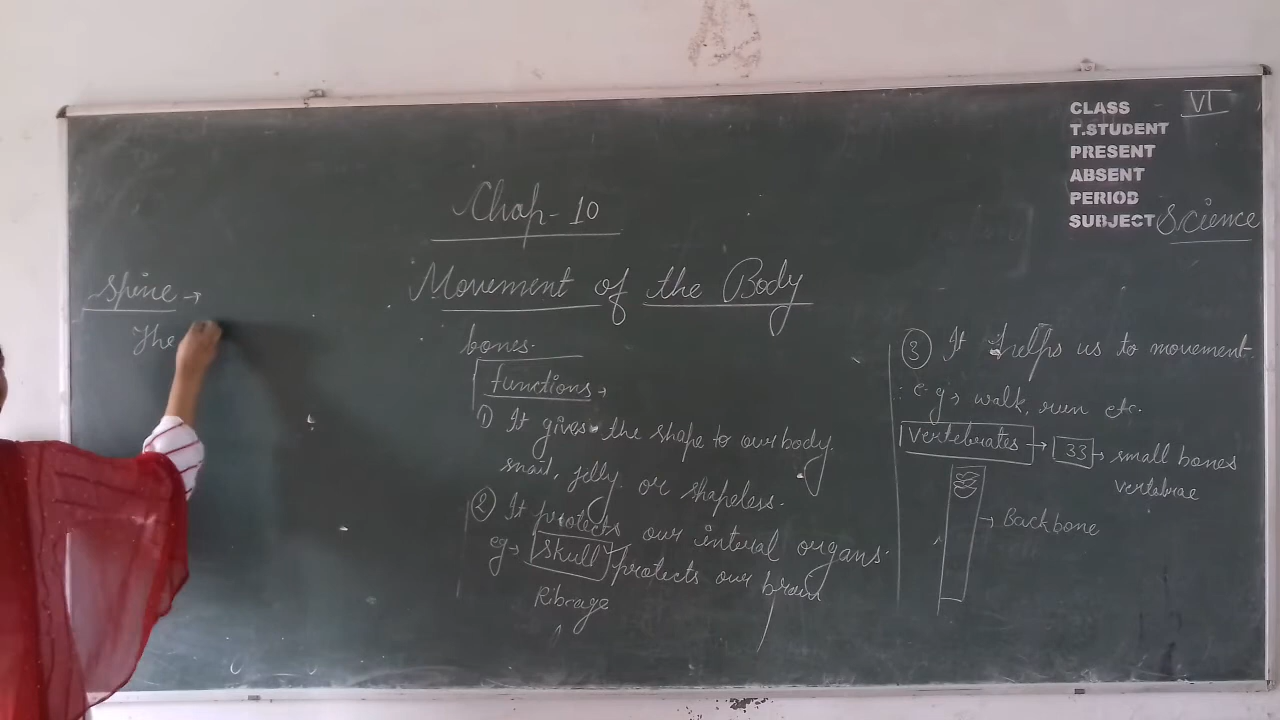 CLASS - VI
T.STUDENT
PRESENT
ABSENT
PERIOD
SUBJECT Science
Chap- 10
Movement of the Body
Spine →
The
bones.
functions →
1) It gives the shape to our body.
snail, jelly or shapeless.
② It protects our interal organs.
eg → Skull protects our brain
Ribcage
③ It helps us to movement.
e.g → walk, run etc.
Vertebrates → 33 → small bones
vertebrae
→ Backbone